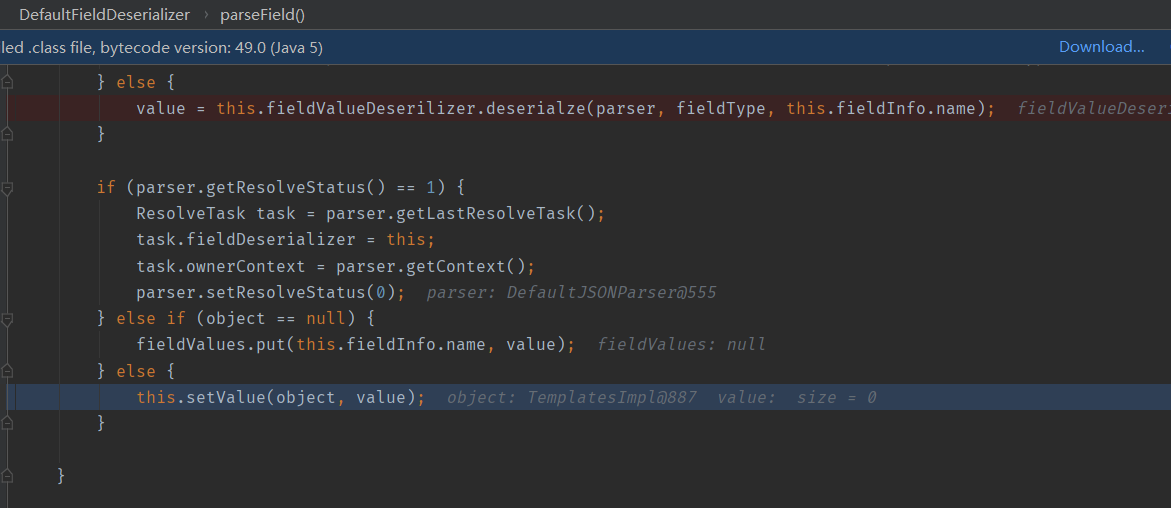 DefaultFieldDeserializer › parseField()
led .class file, bytecode version: 49.0 (Java 5) Download...
} else {
value = this.fieldValueDeserilizer.deserialze(parser, fieldType, this.fieldInfo.name); fieldValueDeseri
}
if (parser.getResolveStatus() == 1) {
ResolveTask task = parser.getLastResolveTask();
task.fieldDeserializer = this;
task.ownerContext = parser.getContext();
parser.setResolveStatus(0); parser: DefaultJSONParser@555
} else if (object == null) {
fieldValues.put(this.fieldInfo.name, value); fieldValues: null
} else {
this.setValue(object, value); object: TemplatesImpl@887 value: size = 0
}
}